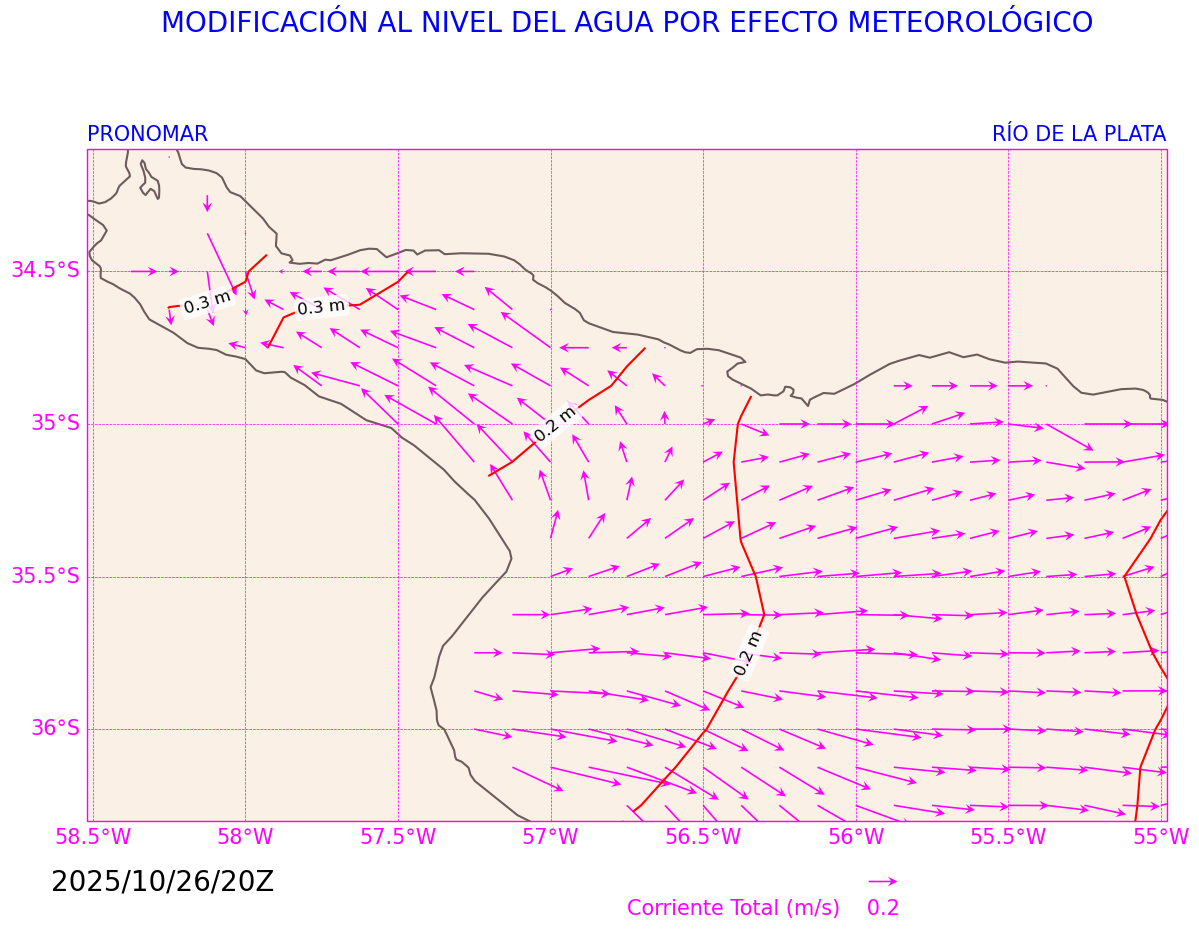 MODIFICACIÓN AL NIVEL DEL AGUA POR EFECTO METEOROLÓGICO
PRONOMAR
RÍO DE LA PLATA
34.5°S
0.3 m
0.3 m
35°S
0.2 m
35.5°S
0.2 m
36°S
58.5°W
58°W
57.5°W
57°W
56.5°W
56°W
55.5°W
55°W
2025/10/26/20Z
Corriente Total (m/s)
0.2